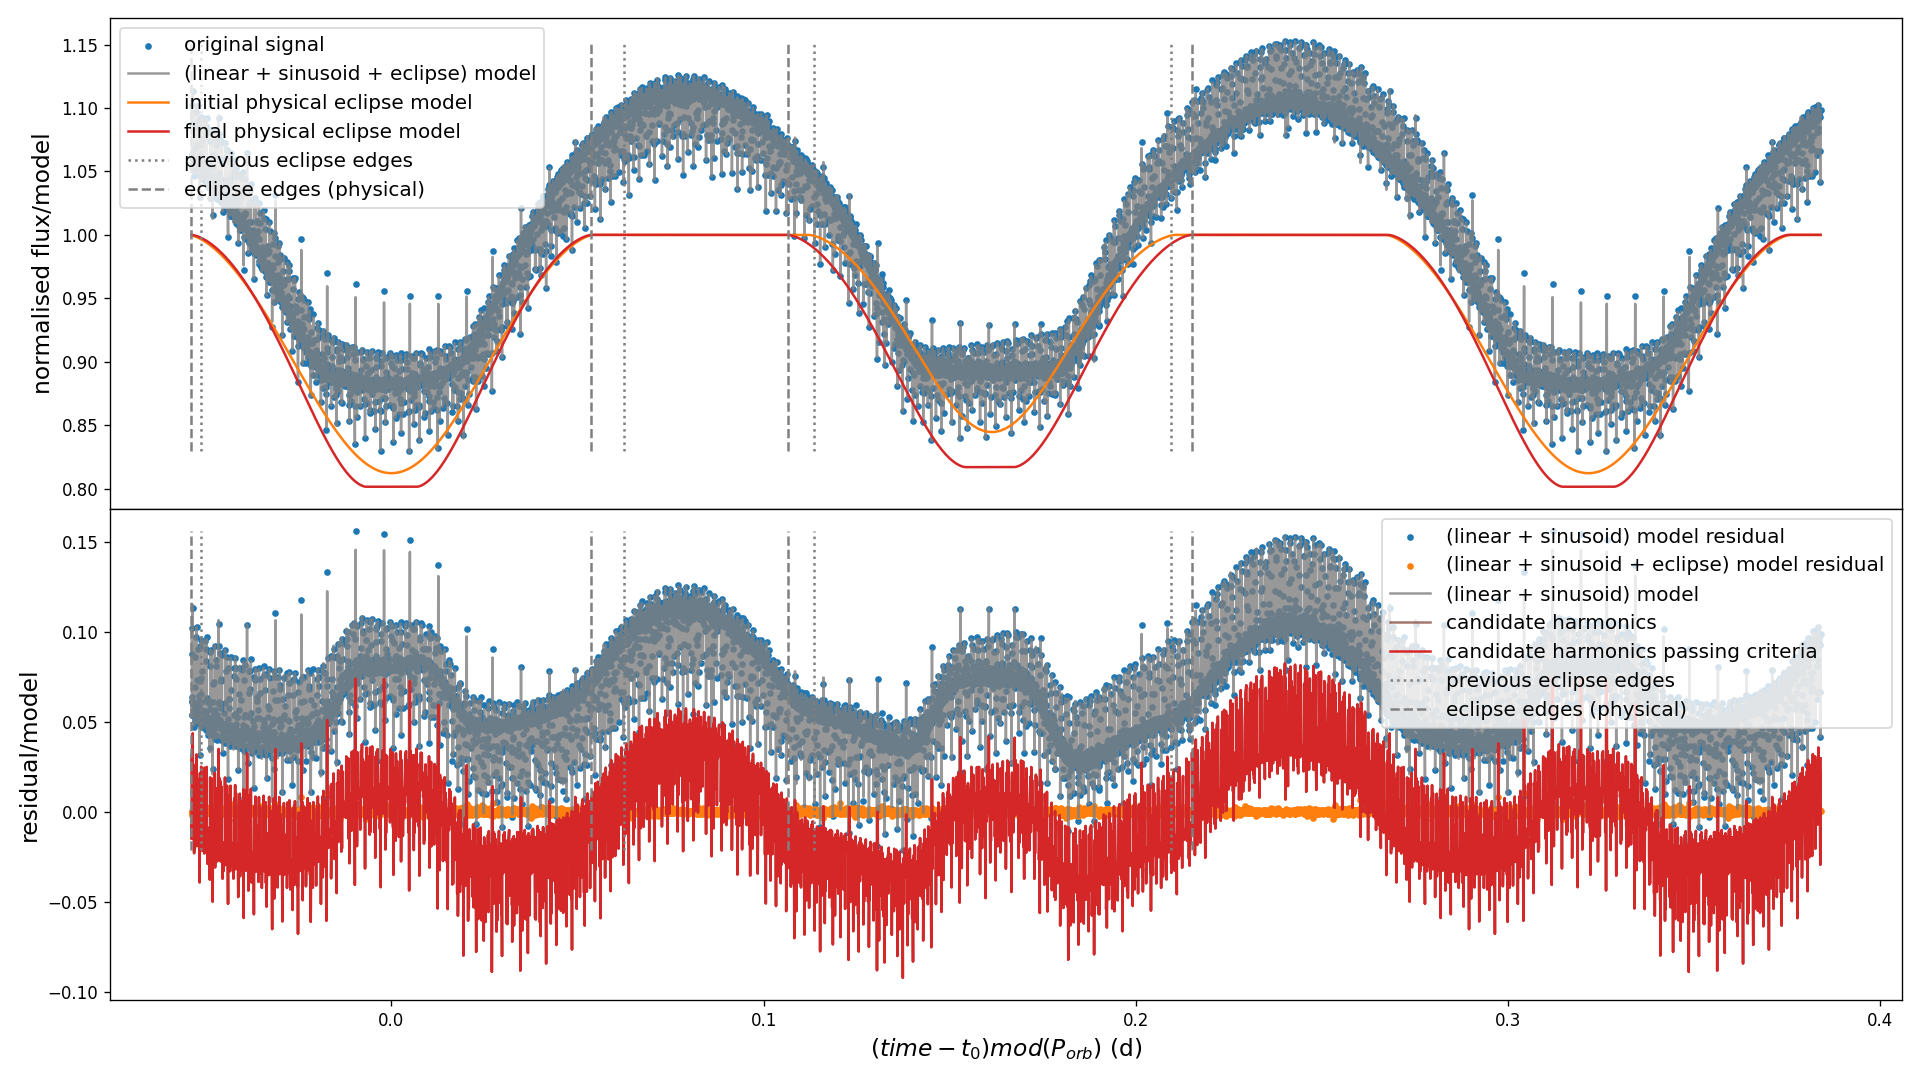 original signal
(linear + sinusoid + eclipse) model
initial physical eclipse model
final physical eclipse model
previous eclipse edges
eclipse edges (physical)
normalised flux/model
1.15
1.10
1.05
1.00
0.95
0.90
0.85
0.80
(linear + sinusoid) model residual
(linear + sinusoid + eclipse) model residual
(linear + sinusoid) model
candidate harmonics
candidate harmonics passing criteria
previous eclipse edges
eclipse edges (physical)
residual/model
0.15
0.10
0.05
0.00
−0.05
−0.10
0.0 0.1 0.2 0.3 0.4
(time − t₀)mod(Pₒᵣb) (d)